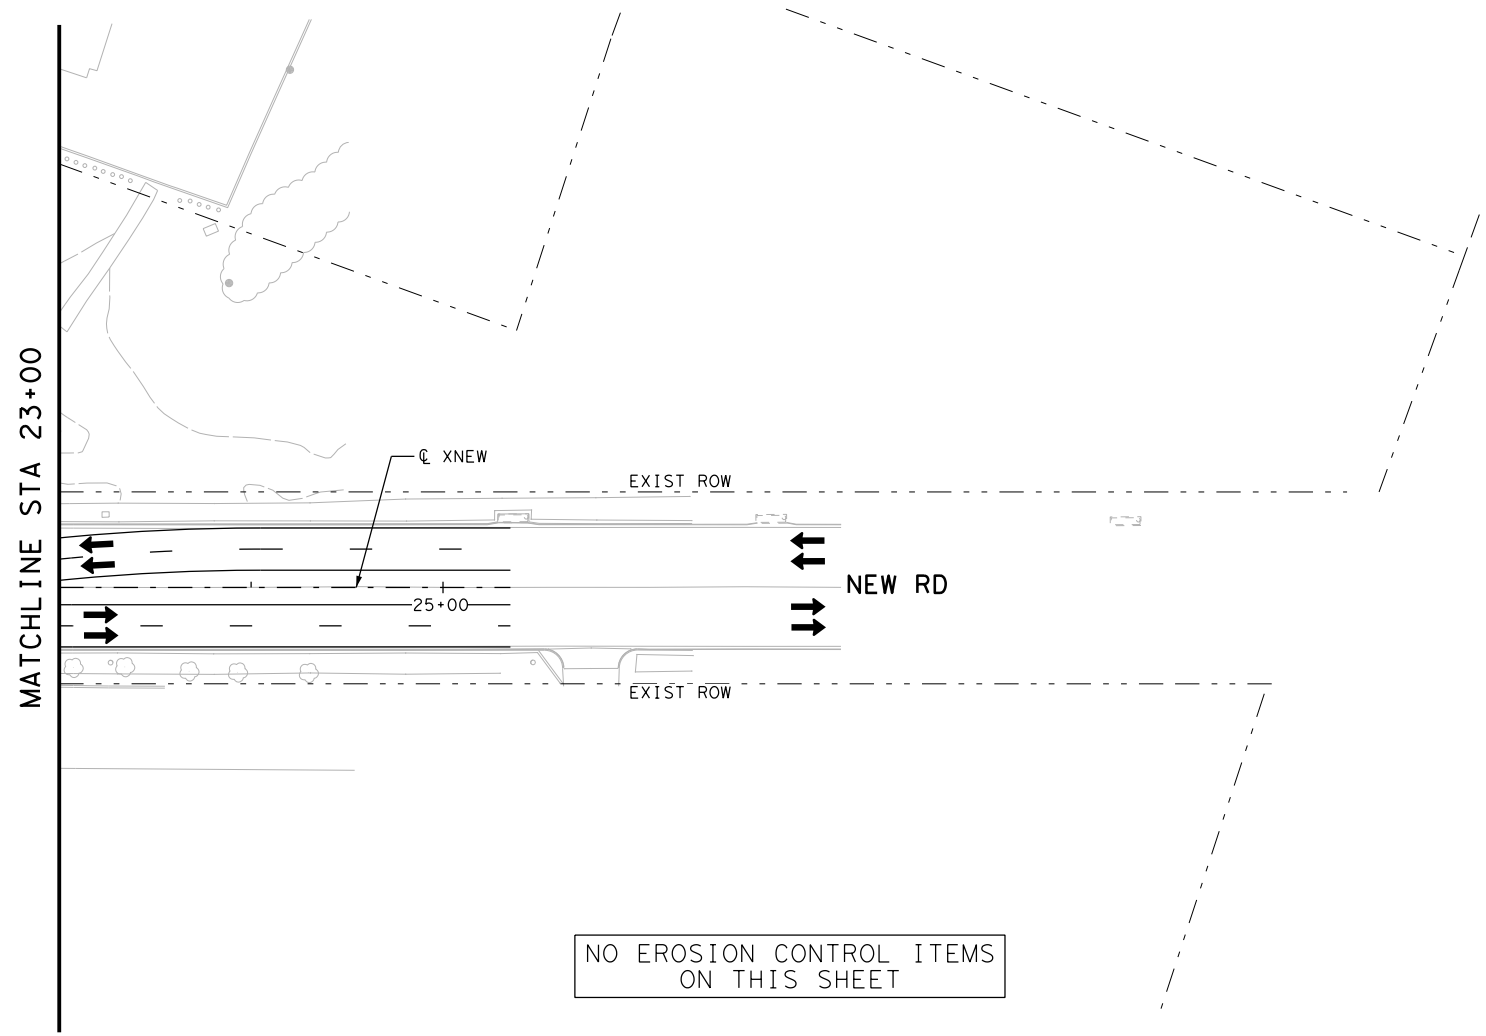 MATCHLINE STA 23+00
℄ XNEW
EXIST ROW
NEW RD
25+00
EXIST ROW
NO EROSION CONTROL ITEMS
ON THIS SHEET